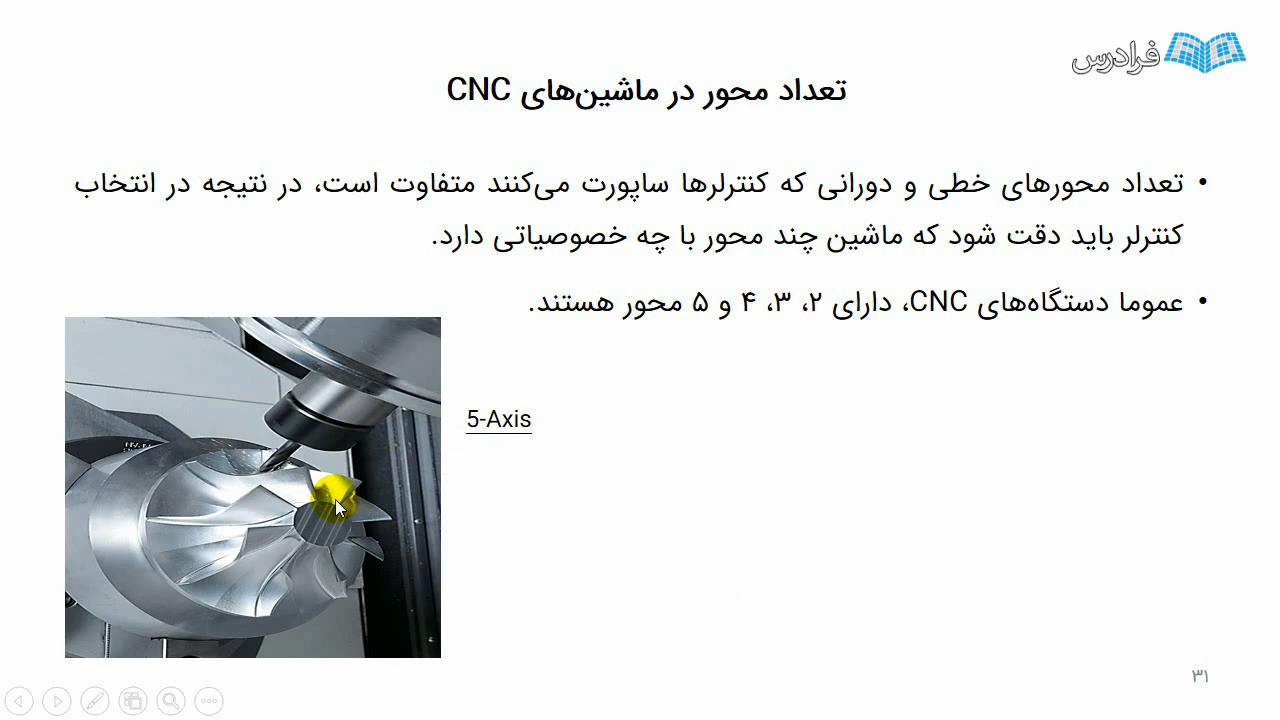 فرادرس
تعداد محور در ماشین‌های CNC
• تعداد محورهای خطی و دورانی که کنترلرها ساپورت می‌کنند متفاوت است، در نتیجه در انتخاب
کنترلر باید دقت شود که ماشین چند محور با چه خصوصیاتی دارد.
• عموما دستگاه‌های CNC، دارای ۲، ۳، ۴ و ۵ محور هستند.
5-Axis
۳۱